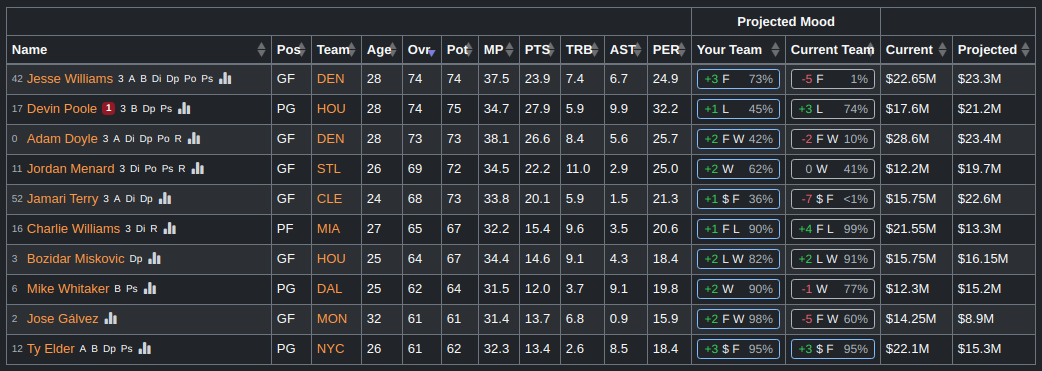 Projected Mood
Name Pos Team Age Ovr Pot MP PTS TRB AST PER Your Team Current Team Current Projected
42 Jesse Williams 3 A B Di Dp Po Ps GF DEN 28 74 74 37.5 23.9 7.4 6.7 24.9 +3 F 73% -5 F 1% $22.65M $23.3M
17 Devin Poole 1 3 B Dp Ps PG HOU 28 74 75 34.7 27.9 5.9 9.9 32.2 +1 L 45% +3 L 74% $17.6M $21.2M
0 Adam Doyle 3 A Di Dp Po R GF DEN 28 73 73 38.1 26.6 8.4 5.6 25.7 +2 F W 42% -2 F W 10% $28.6M $23.4M
11 Jordan Menard 3 Di Po Ps R GF STL 26 69 72 34.5 22.2 11.0 2.9 25.0 +2 W 62% 0 W 41% $12.2M $19.7M
52 Jamari Terry 3 A Di Dp GF CLE 24 68 73 33.8 20.1 5.9 1.5 21.3 +1 $ F 36% -7 $ F <1% $15.75M $22.6M
16 Charlie Williams 3 Di R PF MIA 27 65 67 32.2 15.4 9.6 3.5 20.6 +1 F L 90% +4 F L 99% $21.55M $13.3M
3 Bozidar Miskovic Dp GF HOU 25 64 67 34.4 14.6 9.1 4.3 18.4 +2 L W 82% +2 L W 91% $15.75M $16.15M
6 Mike Whitaker B Ps PG DAL 25 62 64 31.5 12.0 3.7 9.1 19.8 +2 W 90% -1 W 77% $12.3M $15.2M
2 Jose Gálvez GF MON 32 61 61 31.4 13.7 6.8 0.9 15.9 +2 F W 98% -5 F W 60% $14.25M $8.9M
12 Ty Elder A B Dp Ps PG NYC 26 61 62 32.3 13.4 2.6 8.5 18.4 +3 $ F 95% +3 $ F 95% $22.1M $15.3M